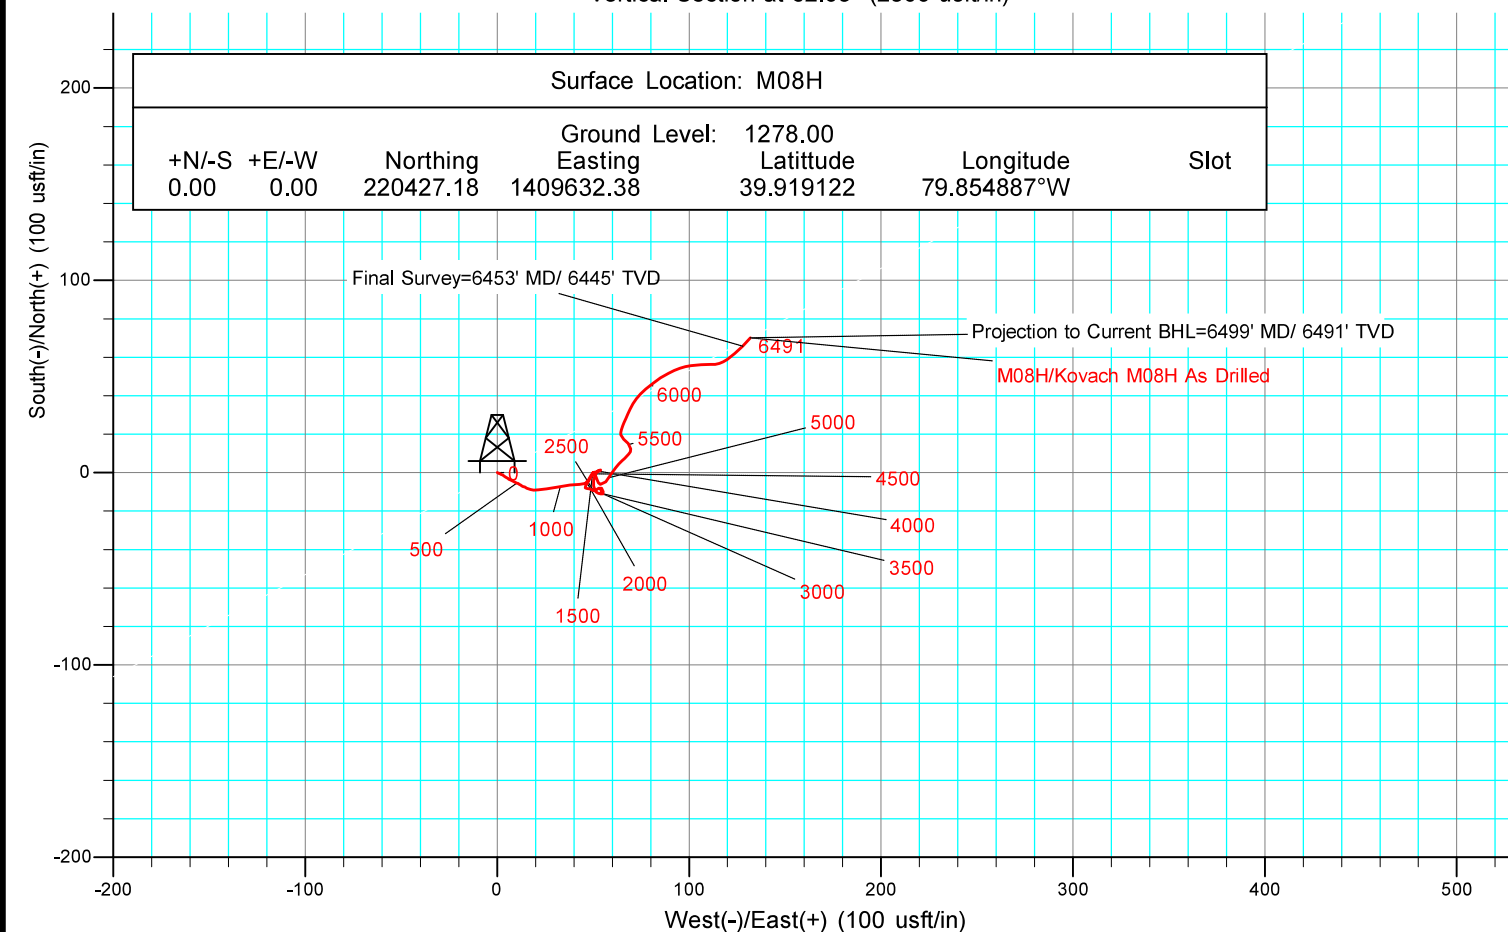 Surface Location: M08H
Ground Level: 1278.00
+N/-S +E/-W Northing Easting Latittude Longitude Slot
0.00 0.00 220427.18 1409632.38 39.919122 79.854887°W
200
100
0
-100
-200
South(-)/North(+) (100 usft/in)
Final Survey=6453' MD/ 6445' TVD
Projection to Current BHL=6499' MD/ 6491' TVD
6491
M08H/Kovach M08H As Drilled
6000
5000
5500
2500
0
4500
4000
1000
500
3500
2000
3000
1500
-200 -100 0 100 200 300 400 500
West(-)/East(+) (100 usft/in)